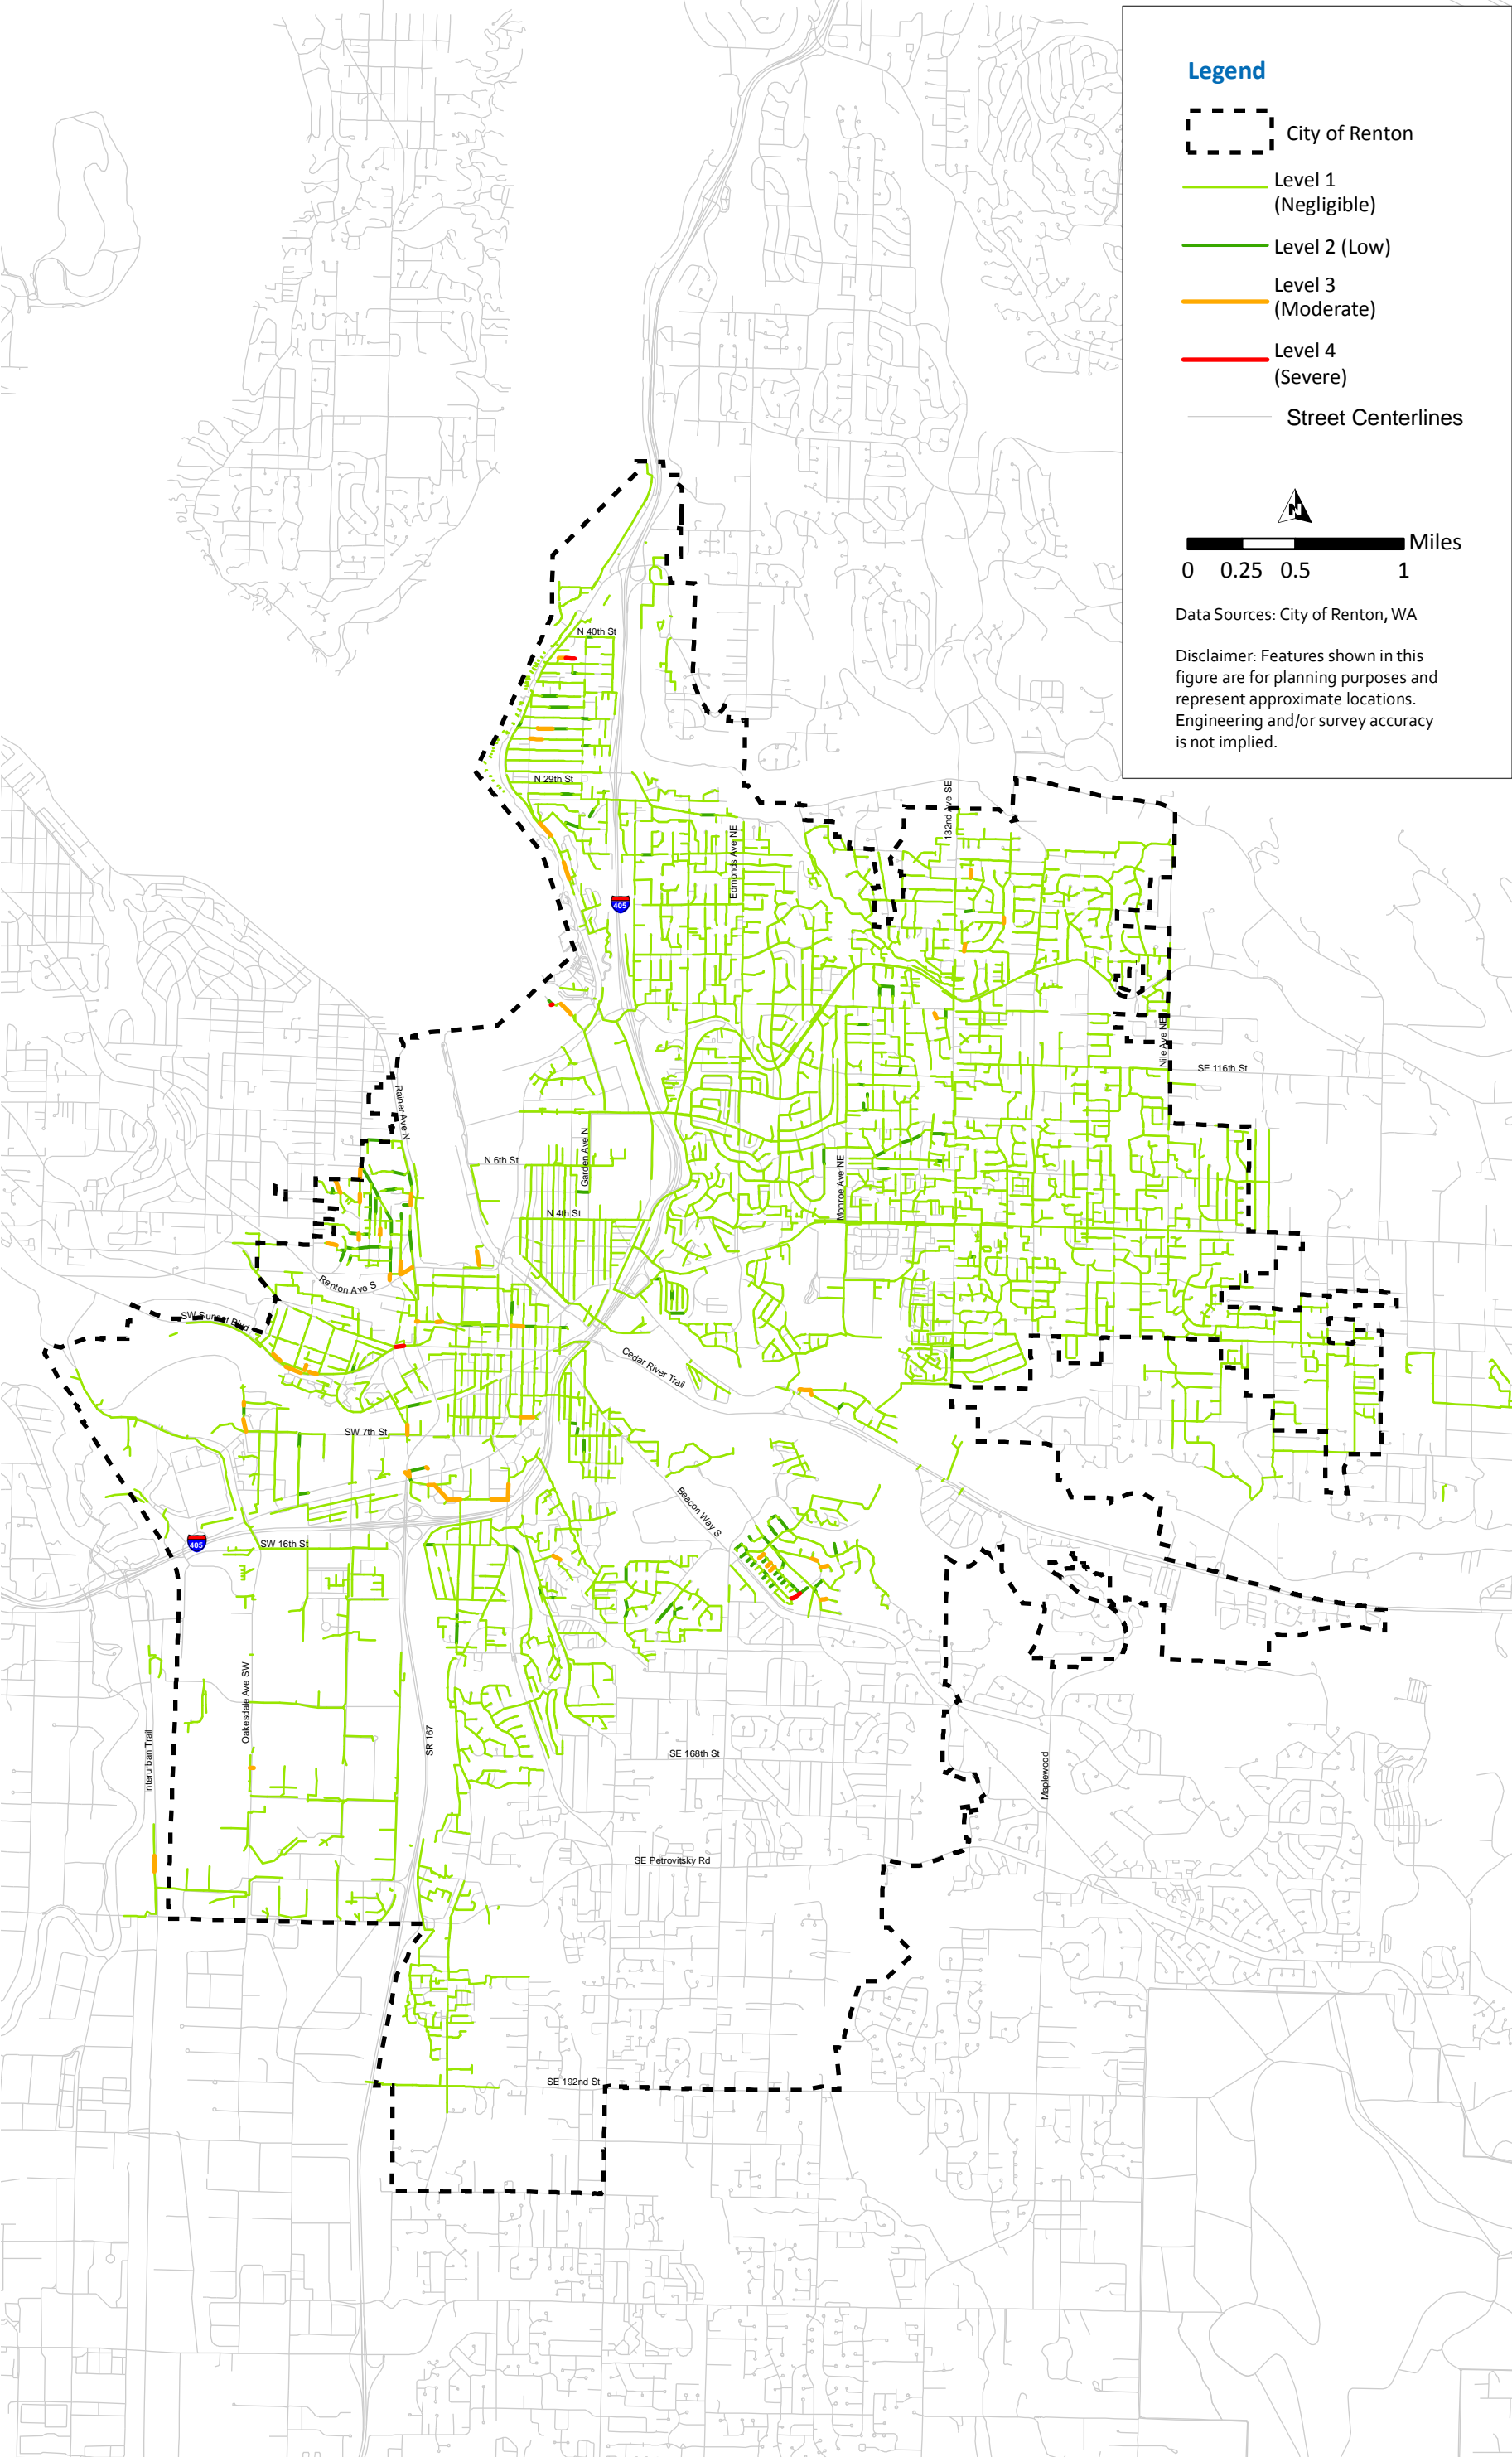 Legend
City of Renton
Level 1
(Negligible)
Level 2 (Low)
Level 3
(Moderate)
Level 4
(Severe)
Street Centerlines
N
Miles
0 0.25 0.5 1
Data Sources: City of Renton, WA
Disclaimer: Features shown in this
figure are for planning purposes and
represent approximate locations.
Engineering and/or survey accuracy
is not implied.
N 40th St
N 29th St
132nd Ave SE
Edmonds Ave NE
405
Nile Ave NE
SE 116th St
Rainer Ave N
Garden Ave N
N 6th St
Monroe Ave NE
N 4th St
Renton Ave S
SW Sunset Blvd
Cedar River Trail
SW 7th St
Beacon Way S
405
SW 16th St
Oakesdale Ave SW
Interurban Trail
SR 167
SE 168th St
Maplewood
SE Petrovitsky Rd
SE 192nd St